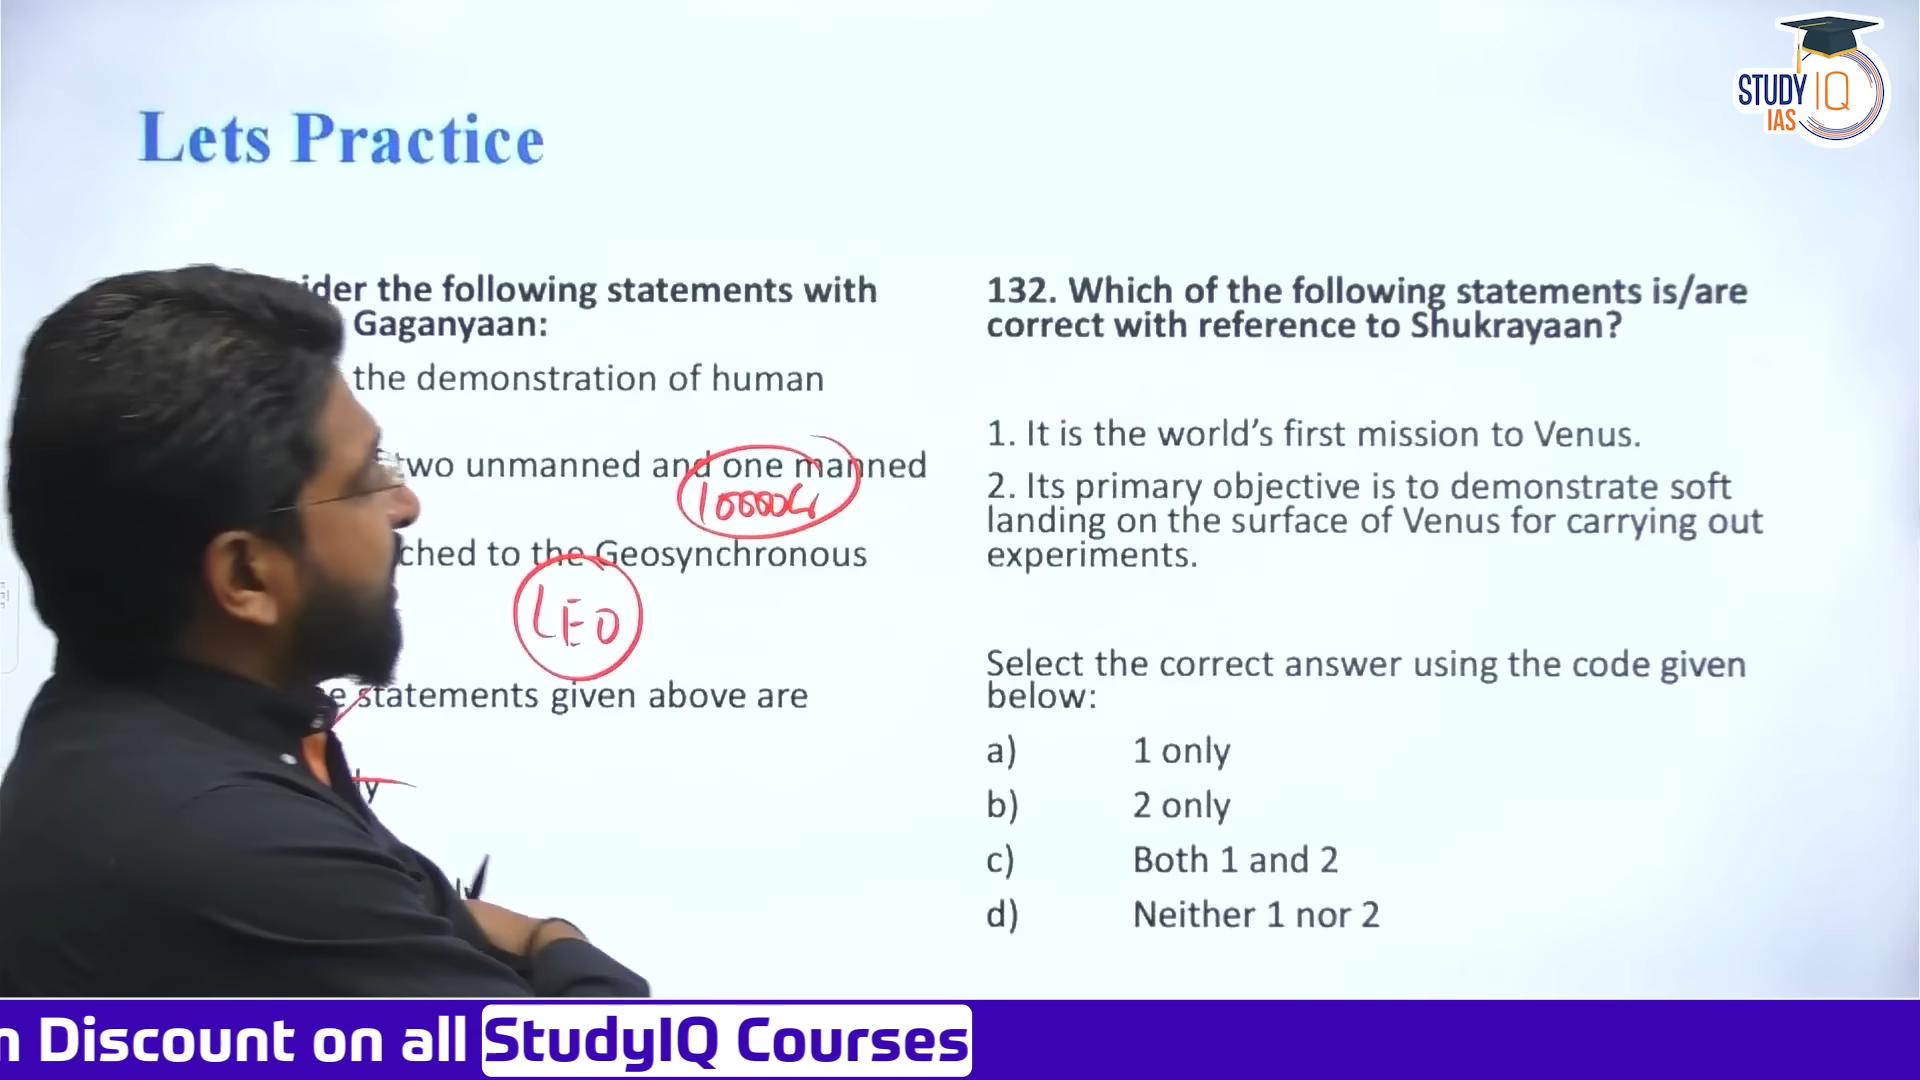 STUDY IQ
IAS
Lets Practice
the following statements with
Gaganyaan:
the demonstration of human
two unmanned and one manned
to the Geosynchronous
LEO
statements given above are
132. Which of the following statements is/are
correct with reference to Shukrayaan?
1. It is the world’s first mission to Venus.
2. Its primary objective is to demonstrate soft
landing on the surface of Venus for carrying out
experiments.
Select the correct answer using the code given
below:
a) 1 only
b) 2 only
c) Both 1 and 2
d) Neither 1 nor 2
Discount on all StudyIQ Courses